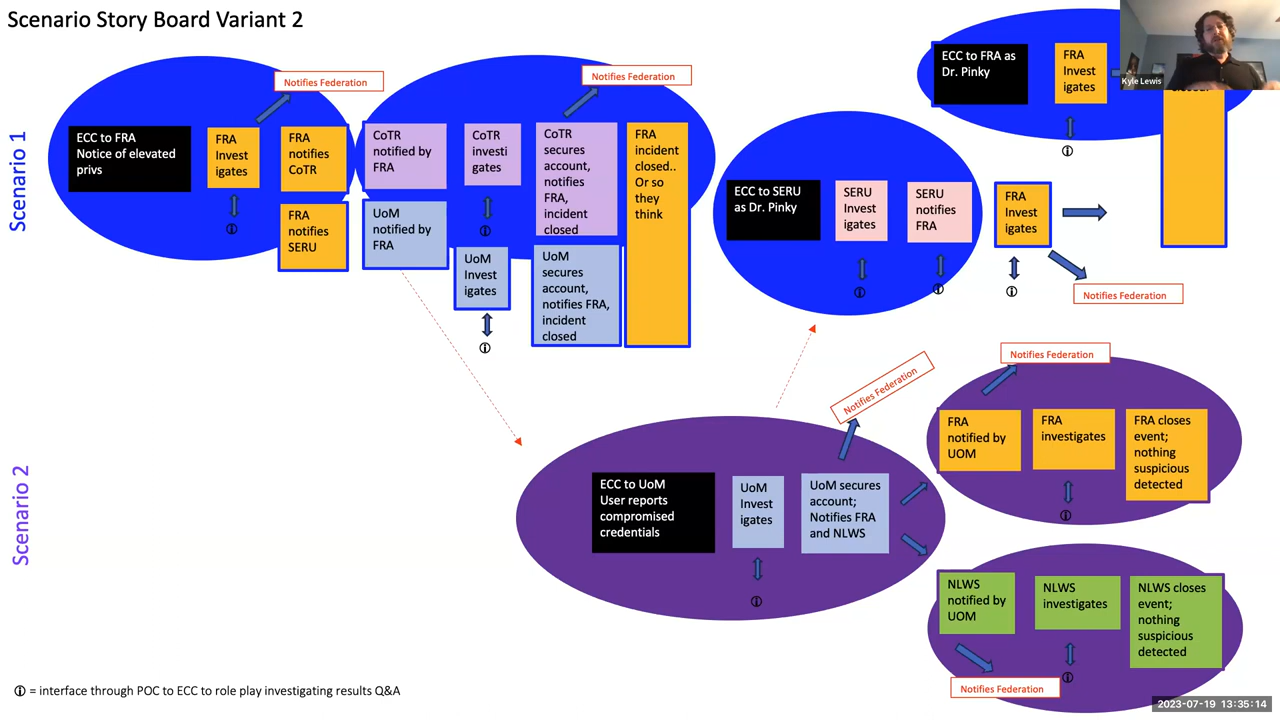 Scenario Story Board Variant 2
Scenario 1
ECC to FRA
Notice of elevated
privs
FRA
Invest
igates
Notifies Federation
FRA
notifies
CoTR
FRA
notifies
SERU
CoTR
notified by
FRA
UoM
notified by
FRA
CoTR
investi
gates
UoM
Invest
igates
Notifies Federation
CoTR
secures
account,
notifies
FRA,
incident
closed
UoM
secures
account,
notifies FRA,
incident
closed
FRA
incident
closed..
Or so
they
think
ECC to SERU
as Dr. Pinky
SERU
Invest
igates
SERU
notifies
FRA
FRA
Invest
igates
Notifies Federation
ECC to FRA as
Dr. Pinky
FRA
Invest
igates
Kyle Lewis
Scenario 2
ECC to UoM
User reports
compromised
credentials
UoM
Invest
igates
UoM secures
account;
Notifies FRA
and NLWS
Notifies Federation
Notifies Federation
FRA
notified by
UOM
FRA
investigates
FRA closes
event;
nothing
suspicious
detected
NLWS
notified by
UOM
NLWS
investigates
NLWS closes
event;
nothing
suspicious
detected
Notifies Federation
ⓘ = interface through POC to ECC to role play investigating results Q&A
2023-07-19 13:35:14